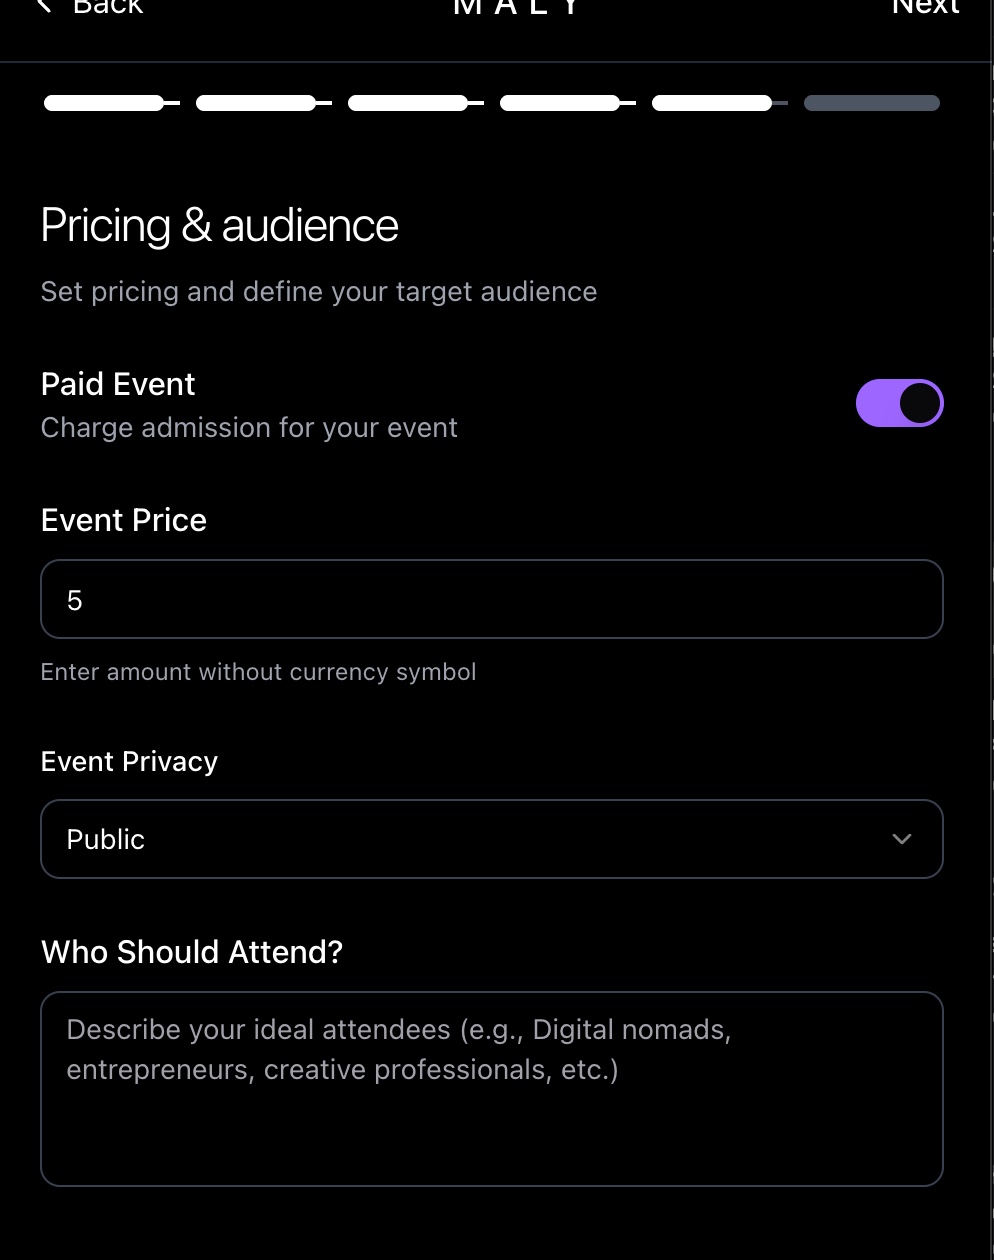 Back
MALY
Next
Pricing & audience
Set pricing and define your target audience
Paid Event
Charge admission for your event
Event Price
5
Enter amount without currency symbol
Event Privacy
Public
Who Should Attend?
Describe your ideal attendees (e.g., Digital nomads,
entrepreneurs, creative professionals, etc.)